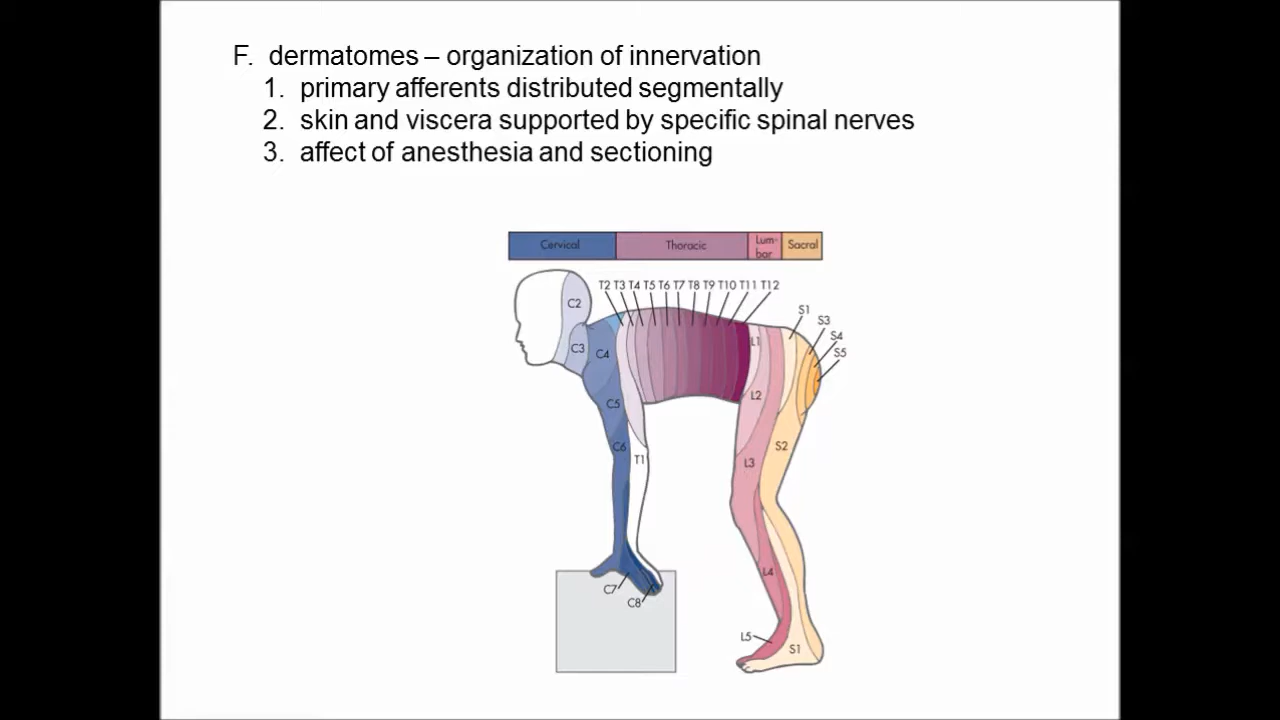 F. dermatomes – organization of innervation
1. primary afferents distributed segmentally
2. skin and viscera supported by specific spinal nerves
3. affect of anesthesia and sectioning
Cervical
Thoracic
Lum-
bar
Sacral
T2 T3 T4 T5 T6 T7 T8 T9 T10 T11 T12
C2
S1
S3
S4
S5
C3
C4
L1
L2
C5
C6
S2
T1
L3
L4
C7
C8
L5
S1